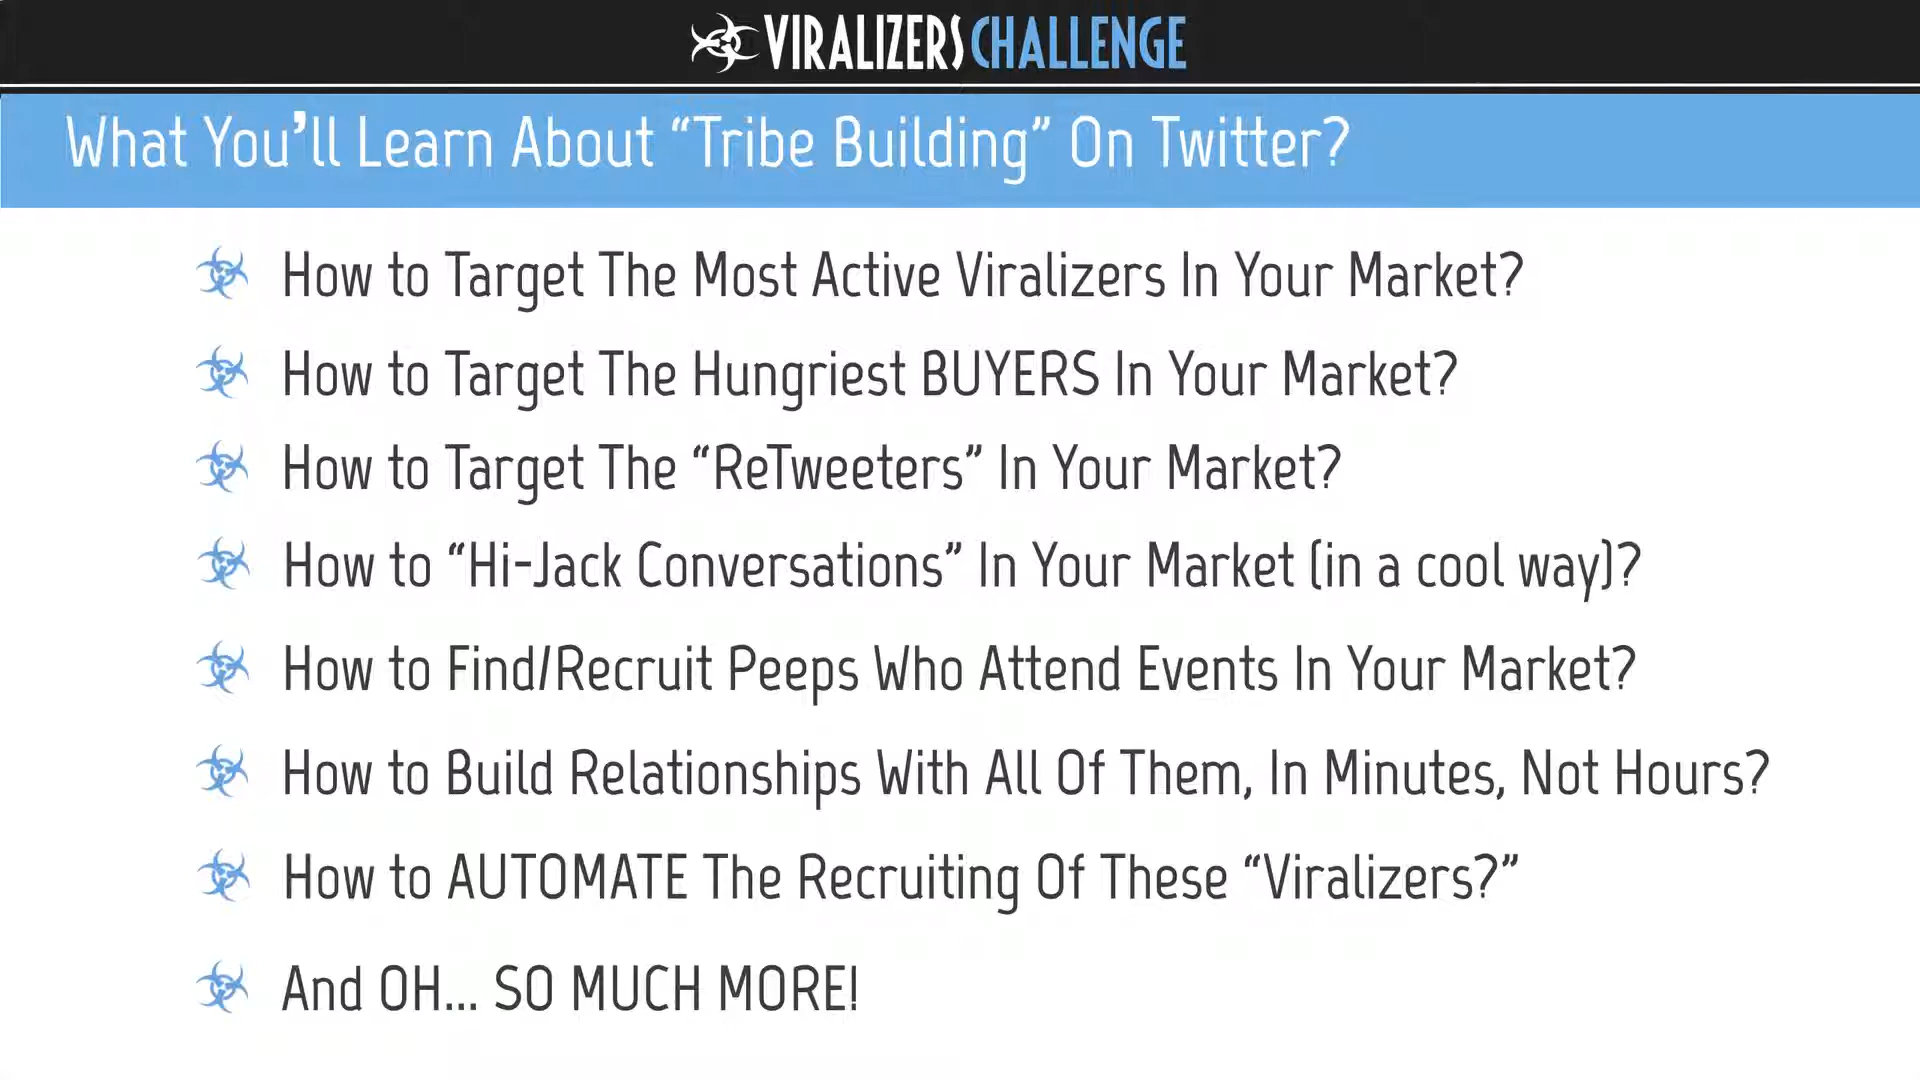 VIRALIZERS CHALLENGE
What You'll Learn About “Tribe Building” On Twitter?
How to Target The Most Active Viralizers In Your Market?
How to Target The Hungriest BUYERS In Your Market?
How to Target The “ReTweeters” In Your Market?
How to “Hi-Jack Conversations” In Your Market (in a cool way)?
How to Find/Recruit Peeps Who Attend Events In Your Market?
How to Build Relationships With All Of Them, In Minutes, Not Hours?
How to AUTOMATE The Recruiting Of These “Viralizers?”
And OH... SO MUCH MORE!